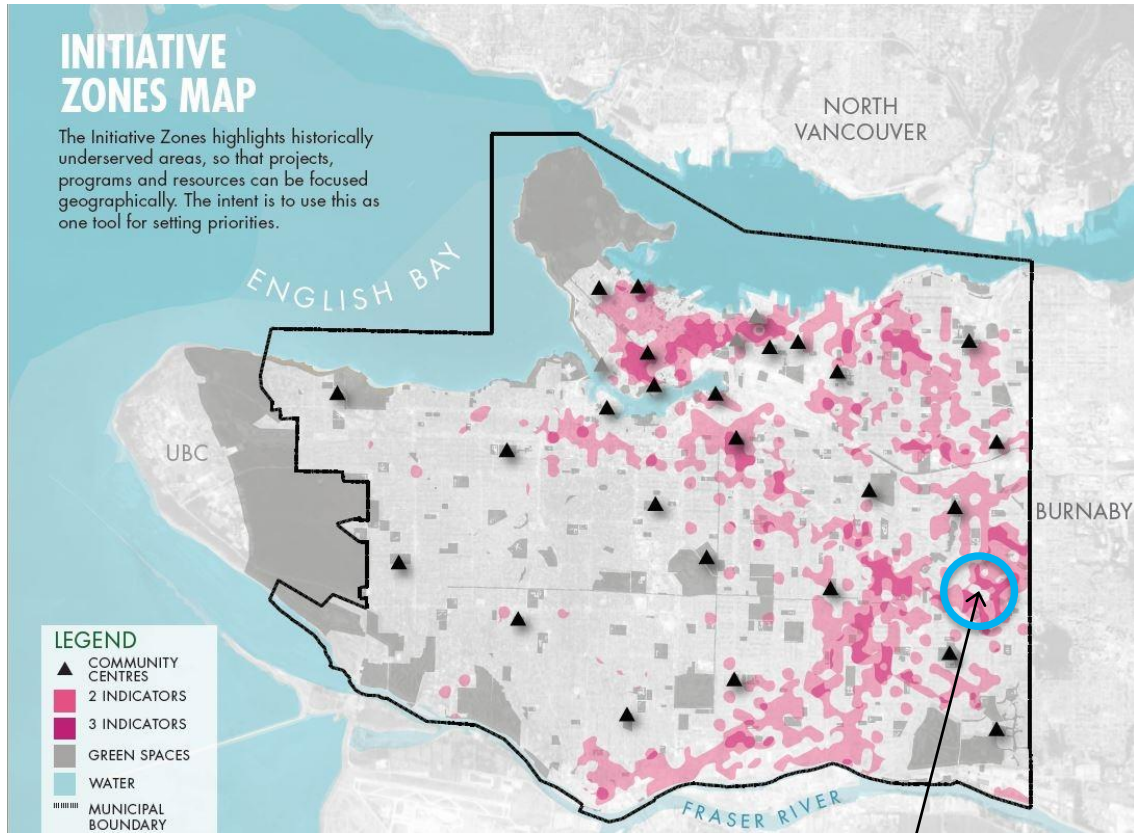 INITIATIVE
ZONES MAP
The Initiative Zones highlights historically
underserved areas, so that projects,
programs and resources can be focused
geographically. The intent is to use this as
one tool for setting priorities.
NORTH
VANCOUVER
ENGLISH BAY
UBC
BURNABY
FRASER RIVER
LEGEND
COMMUNITY
CENTRES
2 INDICATORS
3 INDICATORS
GREEN SPACES
WATER
MUNICIPAL
BOUNDARY